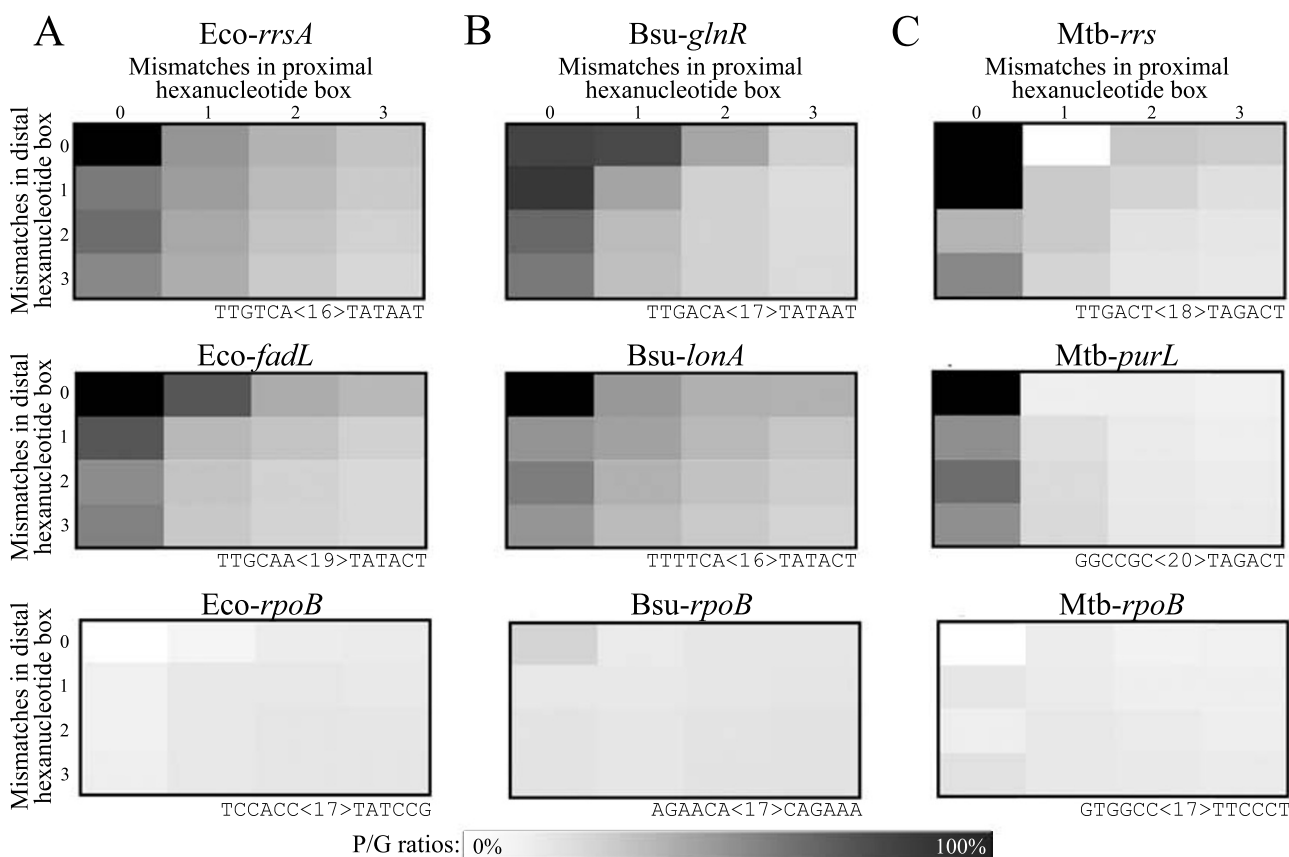 A
Eco-rrsA
Mismatches in proximal
hexanucleotide box
0 1 2 3
Mismatches in distal
hexanucleotide box
0
1
2
3
TTGTCA<16>TATAAT
B
Bsu-glnR
Mismatches in proximal
hexanucleotide box
0 1 2 3
TTGACA<17>TATAAT
C
Mtb-rrs
Mismatches in proximal
hexanucleotide box
0 1 2 3
TTGACT<18>TAGACT
Eco-fadL
Mismatches in distal
hexanucleotide box
0
1
2
3
TTGCAA<19>TATACT
Bsu-lonA
TTTTCA<16>TATACT
Mtb-purL
GGCCGC<20>TAGACT
Eco-rpoB
Mismatches in distal
hexanucleotide box
0
1
2
3
TCCACC<17>TATCCG
Bsu-rpoB
AGAACA<17>CAGAAA
Mtb-rpoB
GTGGCC<17>TTCCCT
P/G ratios: 0% 100%